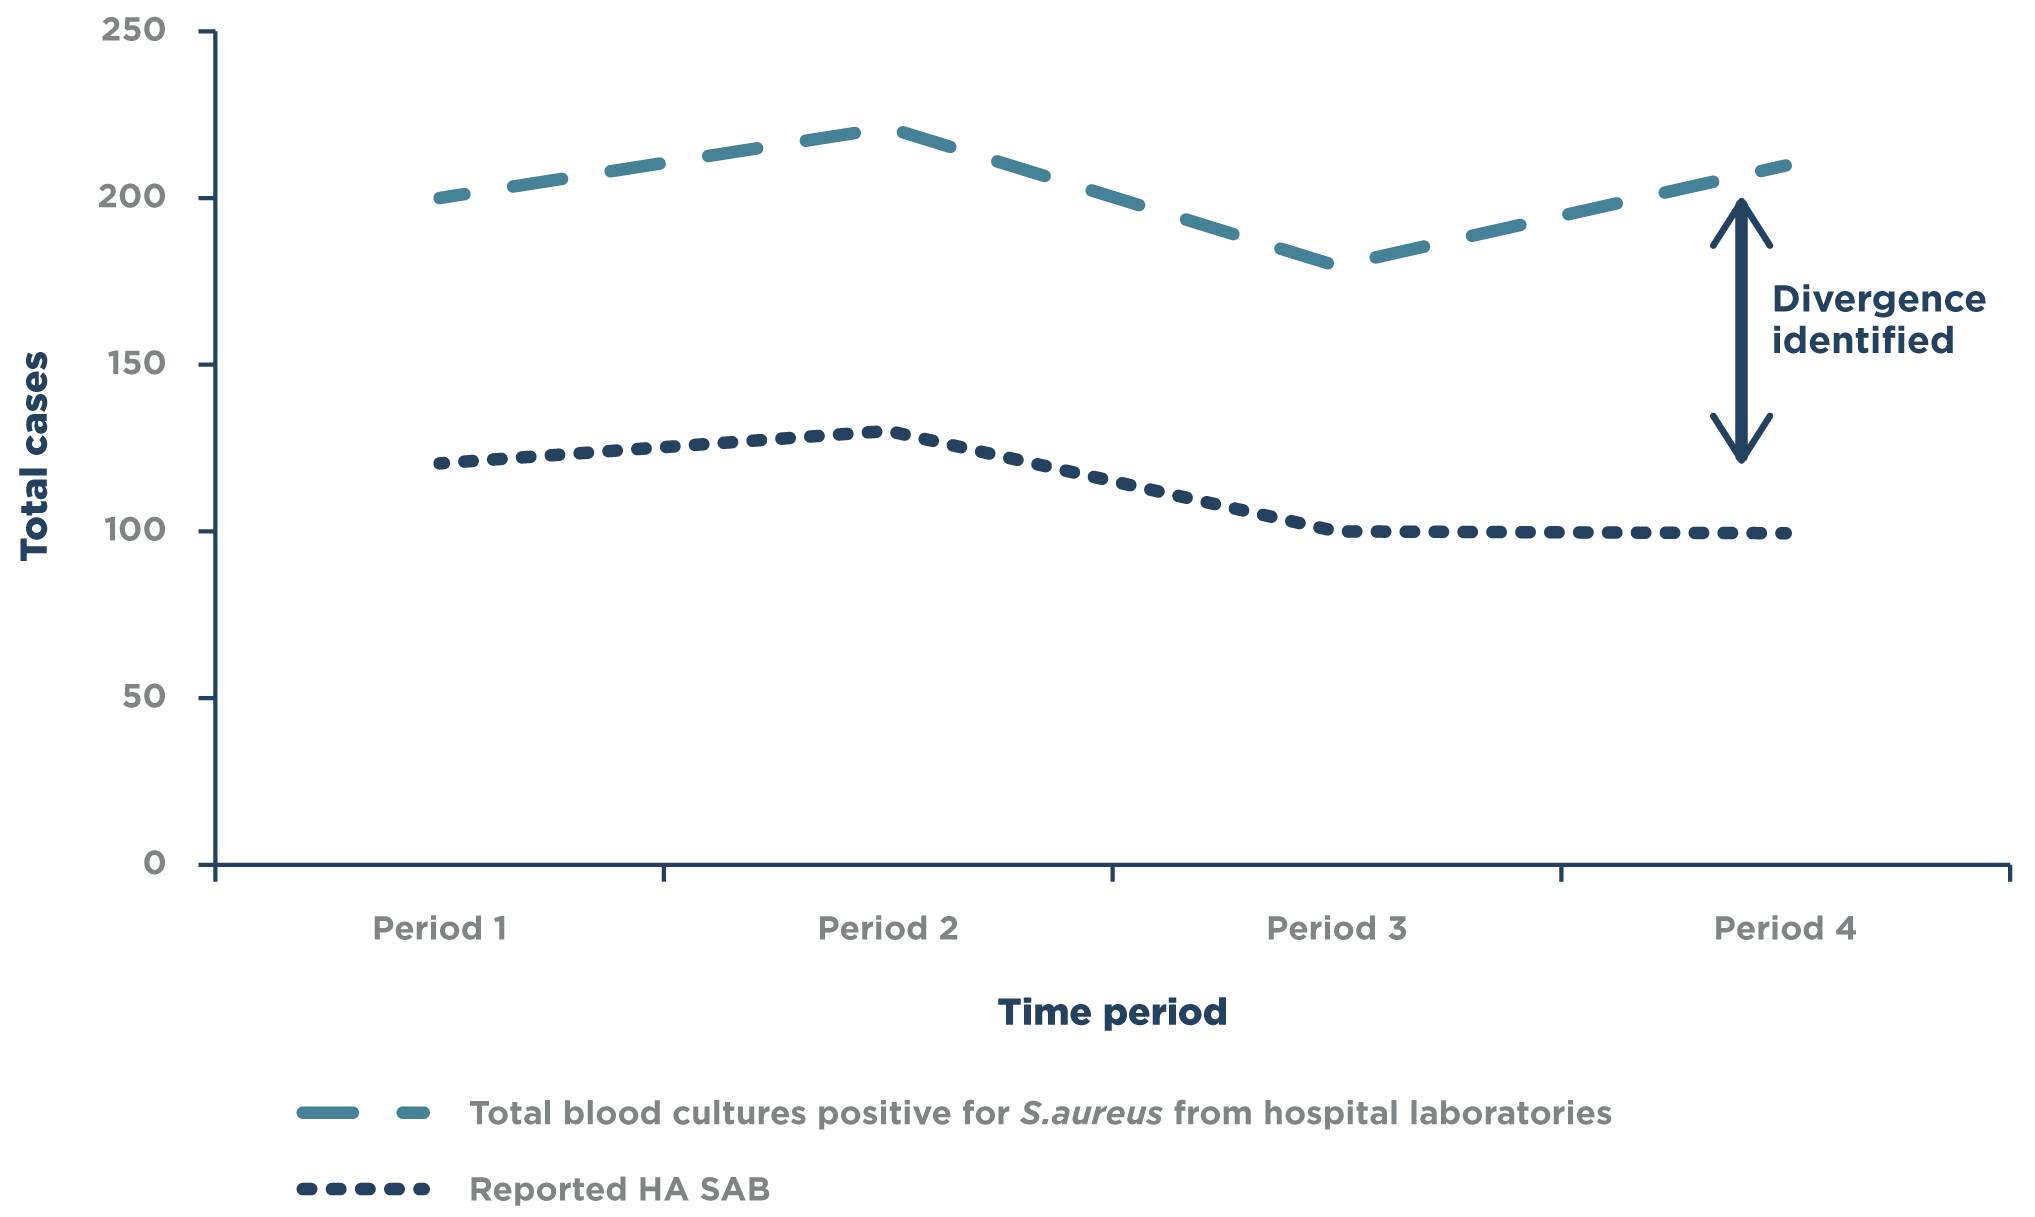 250
200
150
100
50
0
Total cases
Divergence
identified
Period 1
Period 2
Period 3
Period 4
Time period
Total blood cultures positive for S.aureus from hospital laboratories
Reported HA SAB